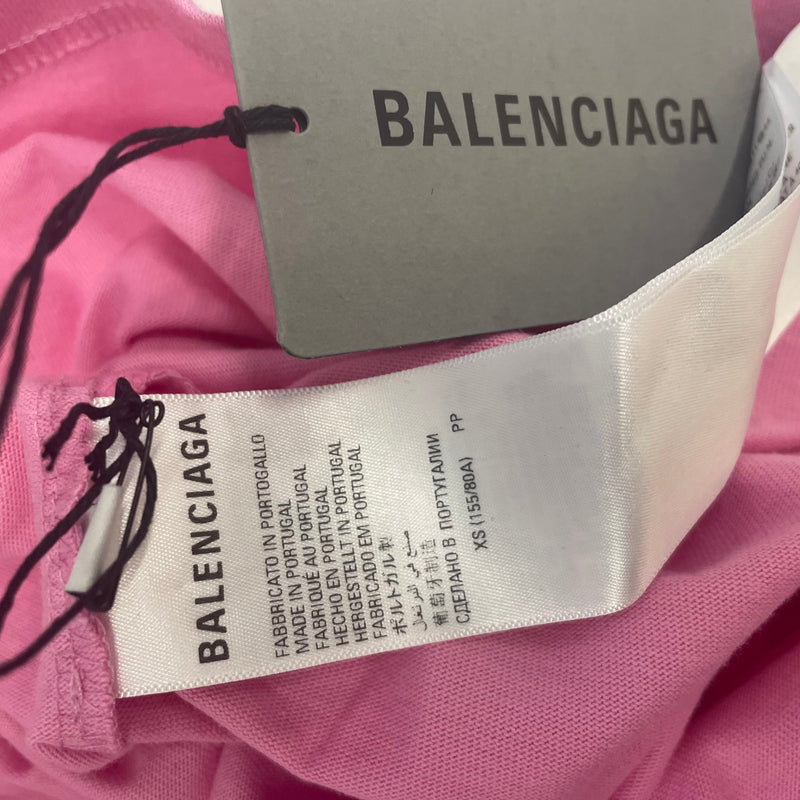 BALENCIAGA
BALENCIAGA
FABBRICATO IN PORTOGALLO
MADE IN PORTUGAL
FABRIQUÉ AU PORTUGAL
HECHO EN PORTUGAL
HERGESTELLT IN PORTUGAL
FABRICADO EM PORTUGAL
ポルトガル製
صنع في البرتغال
葡萄牙制造
СДЕЛАНО В ПОРТУГАЛИИ
XS (155/80A) PP